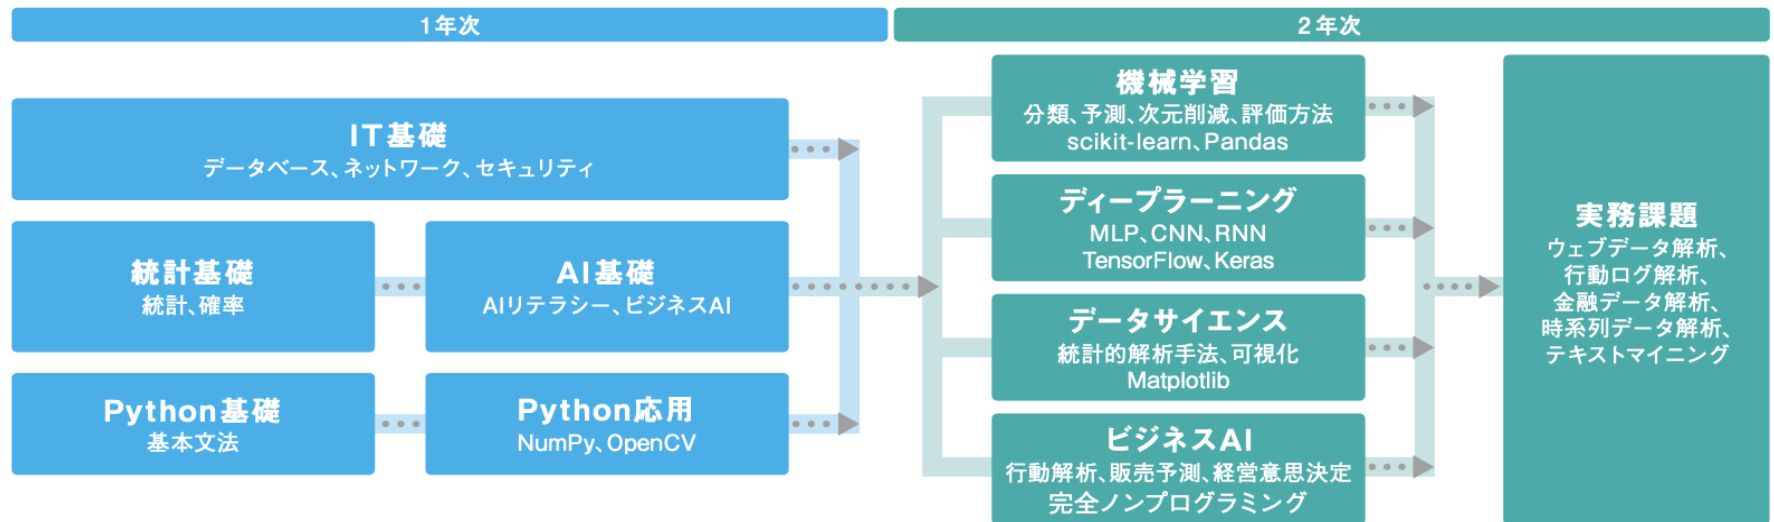 1年次
2年次
IT基礎
データベース、ネットワーク、セキュリティ
統計基礎
統計、確率
AI基礎
AIリテラシー、ビジネスAI
Python基礎
基本文法
Python応用
NumPy、OpenCV
機械学習
分類、予測、次元削減、評価方法
scikit-learn、Pandas
ディープラーニング
MLP、CNN、RNN
TensorFlow、Keras
データサイエンス
統計的解析手法、可視化
Matplotlib
ビジネスAI
行動解析、販売予測、経営意思決定
完全ノンプログラミング
実務課題
ウェブデータ解析、
行動ログ解析、
金融データ解析、
時系列データ解析、
テキストマイニング